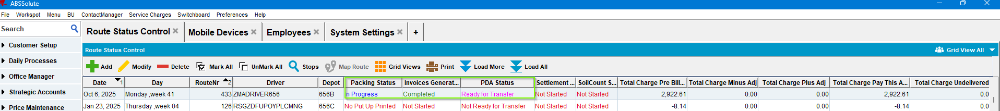 ABSSolute
File Workspot Menu BU ContactManager Service Charges Switchboard Preferences Help
Search
Route Status Control Mobile Devices Employees System Settings +
Customer Setup
Daily Processes
Office Manager
Strategic Accounts
Price Maintenance
Route Status Control Grid View All
Add Modify Delete Mark All UnMark All Stops Map Route Grid Views Print Load More Load All
Date 1 Day RouteNr 2 Driver Depot Packing Status Invoices Generat... PDA Status Settlement ... SoilCount S... Total Charge Pre Bill... Total Charge Minus Adj Total Charge Plus Adj Total Charge Pay This A... Total Charge Undelivered
Oct 6, 2025 Monday ,week 41 433 ZMADRIVER656 656B n Progress Completed Ready for Transfer Not Started Not Started 2,922.61 0.00 0.00 2,922.61 0.0
Jan 23, 2025 Thursday ,week 04 126 RSGZDFUPOYPLCMNG 656C No Put Up Printed Not Started Not Ready for Transfer Not Started Not Started -8.14 0.00 0.00 -8.14 0.0